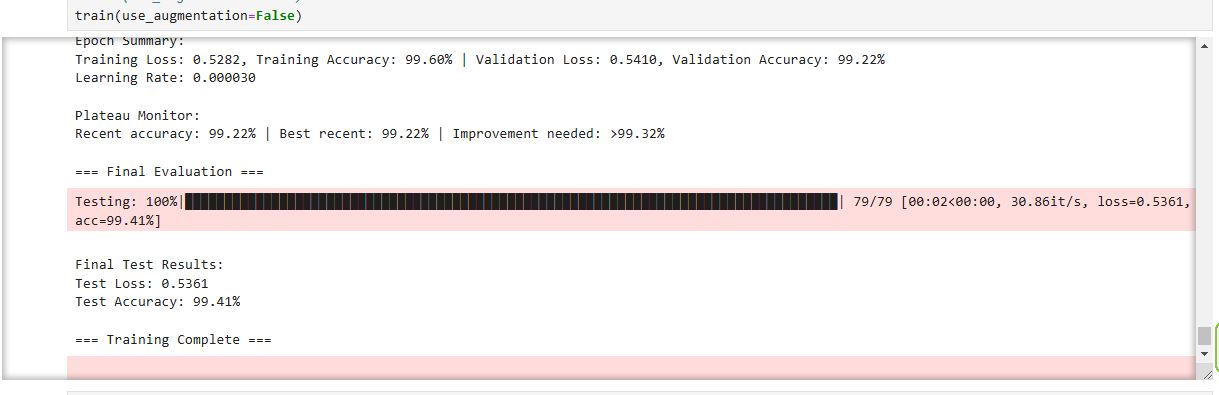 train(use_augmentation=False)
Epoch Summary:
Training Loss: 0.5282, Training Accuracy: 99.60% | Validation Loss: 0.5410, Validation Accuracy: 99.22%
Learning Rate: 0.000030
Plateau Monitor:
Recent accuracy: 99.22% | Best recent: 99.22% | Improvement needed: >99.32%
=== Final Evaluation ===
Testing: 100%|██████████| 79/79 [00:02<00:00, 30.86it/s, loss=0.5361,
acc=99.41%]
Final Test Results:
Test Loss: 0.5361
Test Accuracy: 99.41%
=== Training Complete ===